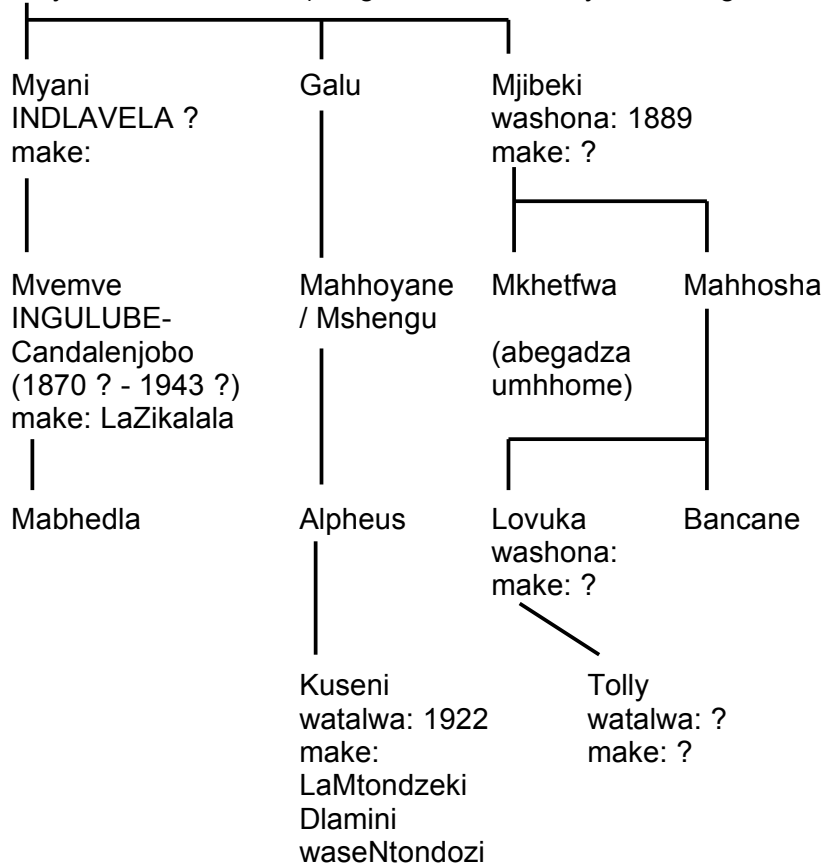 Myani
INDLAVELA ?
make:
Galu
Mjibeki
washona: 1889
make: ?
Mvemve
INGULUBE-
Candalenjobo
(1870 ? - 1943 ?)
make: LaZikalala
Mahhoyane
/ Mshengu
Mkhetfwa
(abegadza
umhhome)
Mahhosha
Mabhedla
Alpheus
Lovuka
washona:
make: ?
Bancane
Kuseni
watalwa: 1922
make:
LaMtondzeki
Dlamini
waseNtondozi
Tolly
watalwa: ?
make: ?